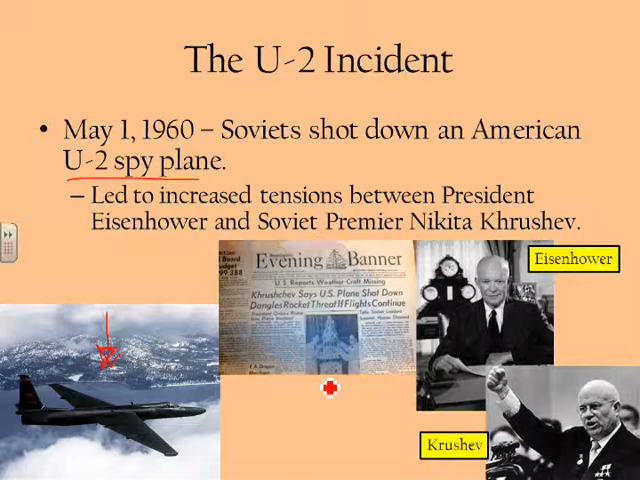 The U-2 Incident
• May 1, 1960 – Soviets shot down an American
U-2 spy plane.
– Led to increased tensions between President
Eisenhower and Soviet Premier Nikita Khrushev.
Evening Banner
U.S. Reports Weather Craft Missing
Khrushchev Says U.S. Plane Shot Down
Dangles Rocket Threat If Flights Continue
Eisenhower
Krushev